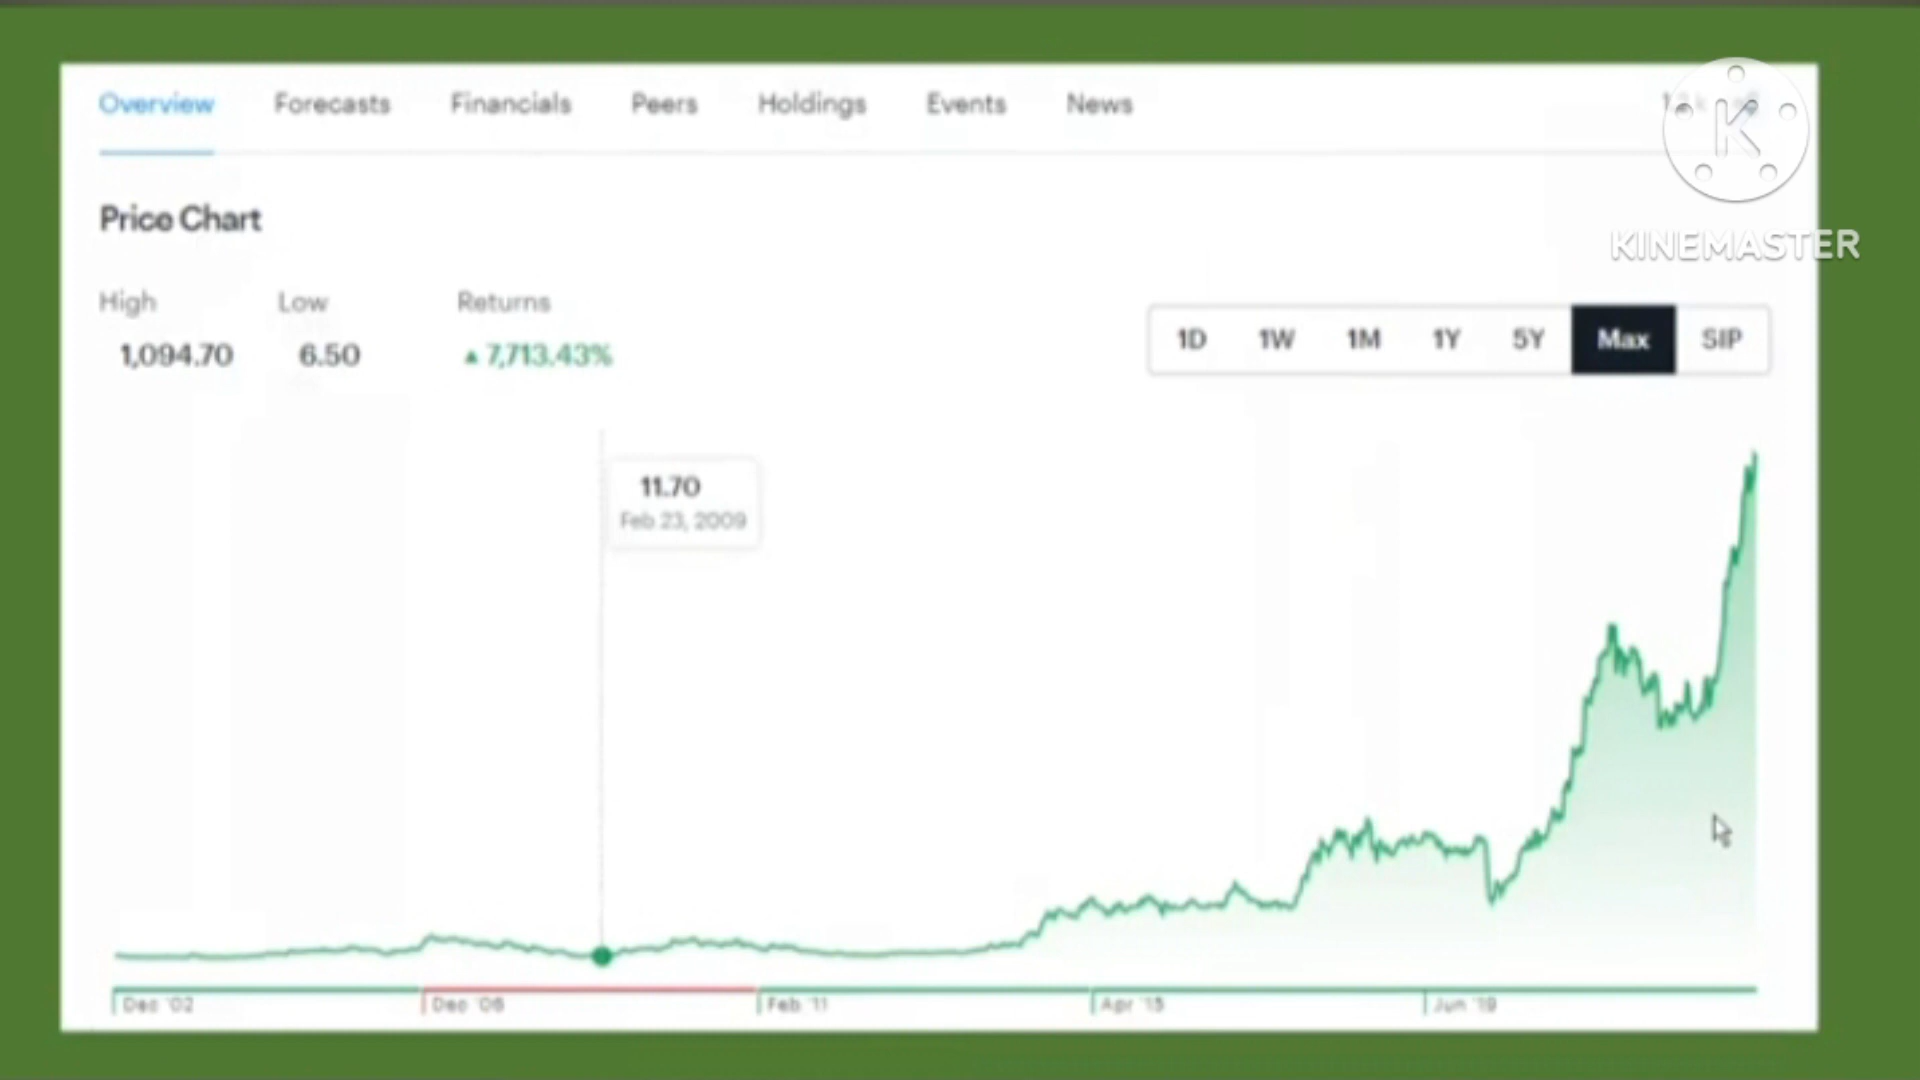 Overview Forecasts Financials Peers Holdings Events News
KINEMASTER
Price Chart
High Low Returns
1,094.70 6.50 ▲ 7,713.43%
1D 1W 1M 1Y 5Y Max SIP
11.70
Feb 23, 2009
Dec '02 Dec '06 Feb '11 Apr '15 Jun '19